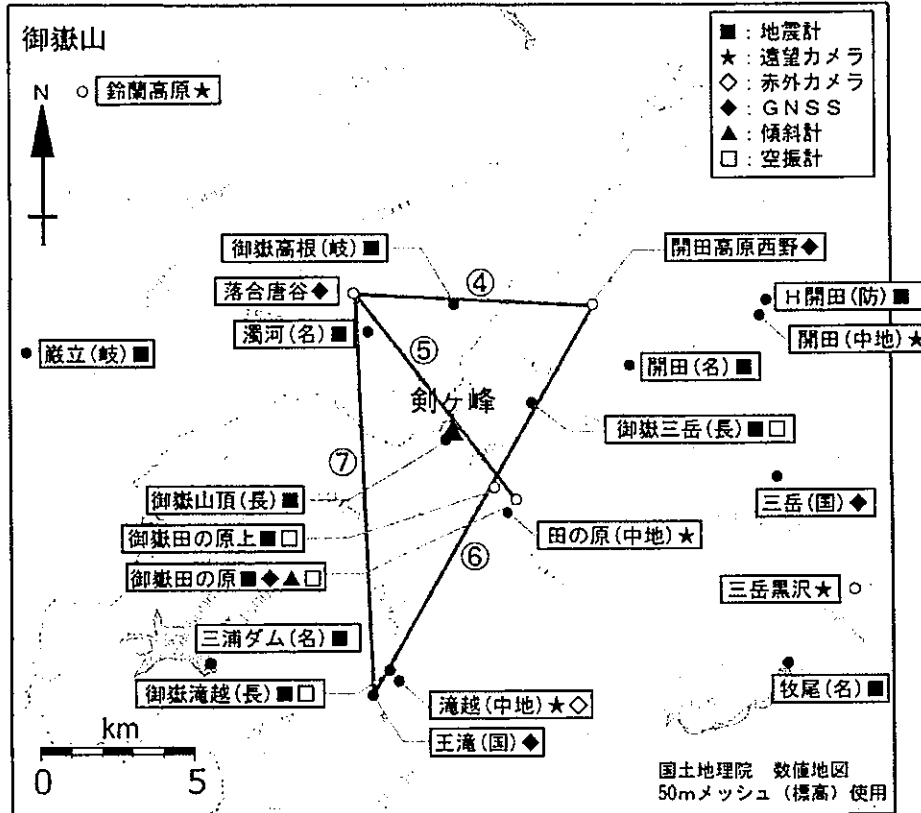 御嶽山
■：地震計
★：遠望カメラ
◇：赤外カメラ
◆：GNSS
▲：傾斜計
□：空振計
N
鈴蘭高原★
御嶽高根(岐)■
④
開田高原西野◆
落合唐谷◆
H開田(防)■
濁河(名)■
開田(中地)★
巌立(岐)■
⑤
開田(名)■
剣ヶ峰
御嶽三岳(長)■□
⑦
御嶽山頂(長)■
三岳(国)◆
御嶽田の原上■□
田の原(中地)★
⑥
御嶽田の原■◆▲□
三岳黒沢★
三浦ダム(名)■
御嶽滝越(長)■□
滝越(中地)★◇
牧尾(名)■
王滝(国)◆
km
0 5
国土地理院 数値地図
50mメッシュ（標高）使用